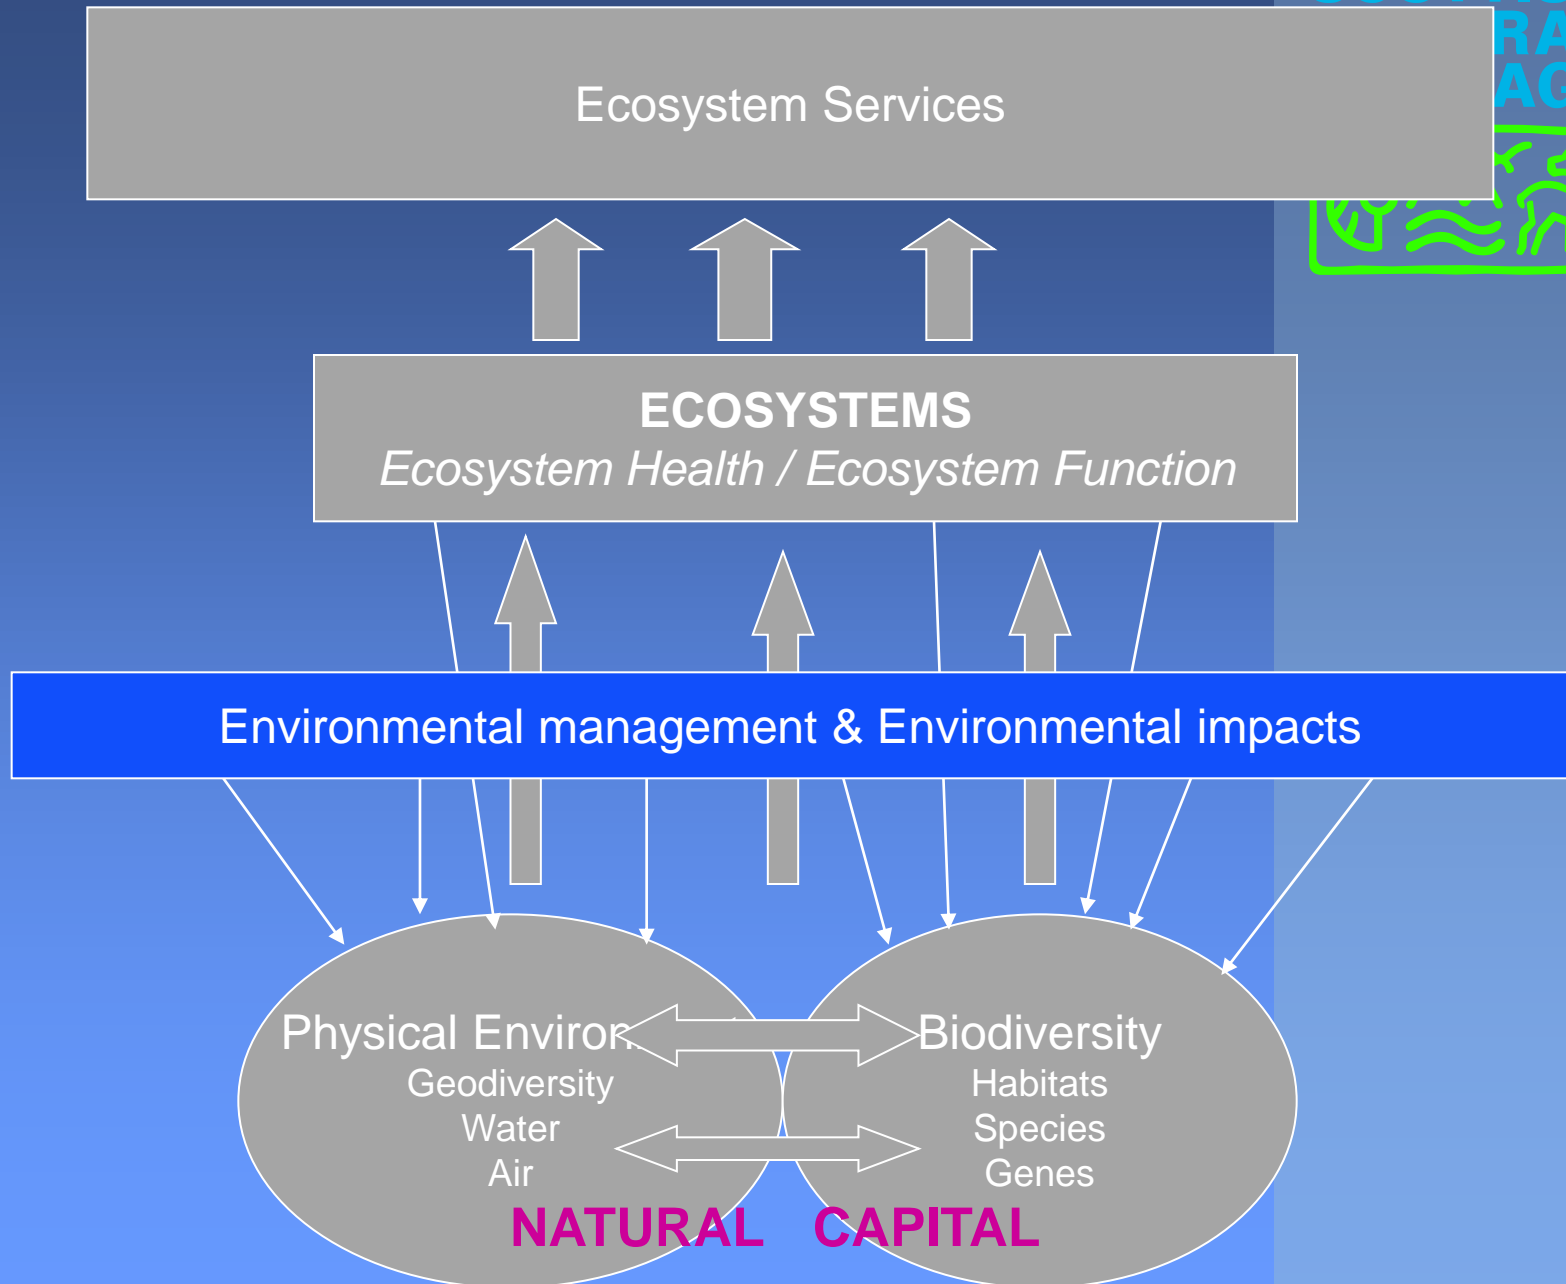 Ecosystem Services
ECOSYSTEMS
Ecosystem Health / Ecosystem Function
Environmental management & Environmental impacts
Physical
Geodiversity
Water
Air
Biodiversity
Habitats
Species
Genes
NATURAL CAPITAL